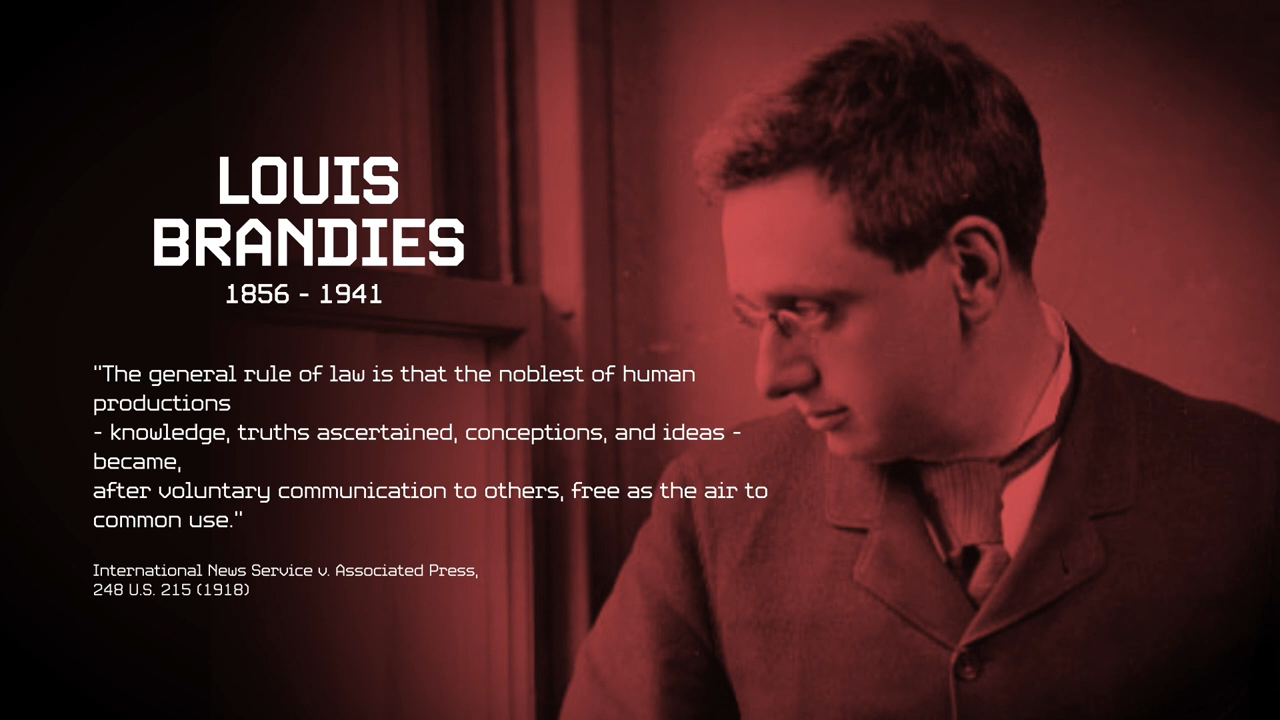 LOUIS
BRANDIES
1856 - 1941
"The general rule of law is that the noblest of human
productions
- knowledge, truths ascertained, conceptions, and ideas -
became,
after voluntary communication to others, free as the air to
common use."
International News Service v. Associated Press,
248 U.S. 215 (1918)